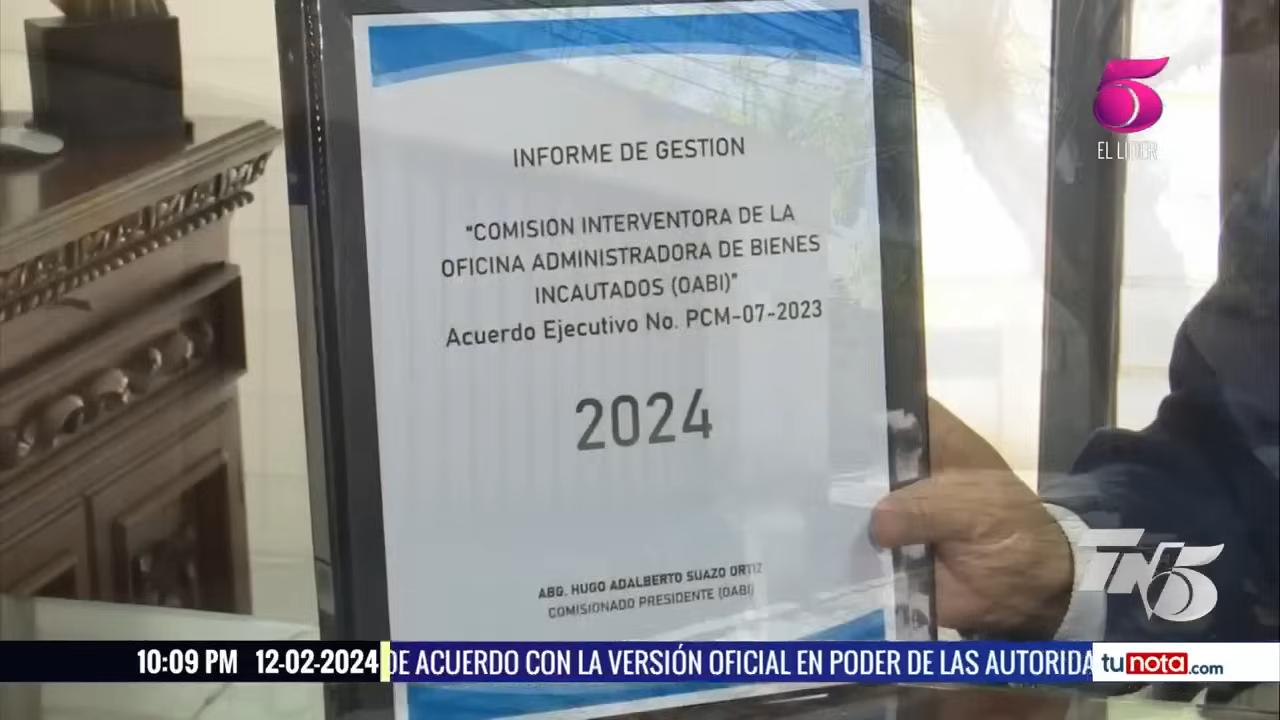 5
EL LIDER
INFORME DE GESTION
"COMISION INTERVENTORA DE LA
OFICINA ADMINISTRADORA DE BIENES
INCAUTADOS (OABI)"
Acuerdo Ejecutivo No. PCM-07-2023
2024
ABG. HUGO ADALBERTO SUAZO ORTIZ
COMISIONADO PRESIDENTE (OABI)
TN5
10:09 PM 12-02-2024 DE ACUERDO CON LA VERSIÓN OFICIAL EN PODER DE LAS AUTORIDA
tunota.com